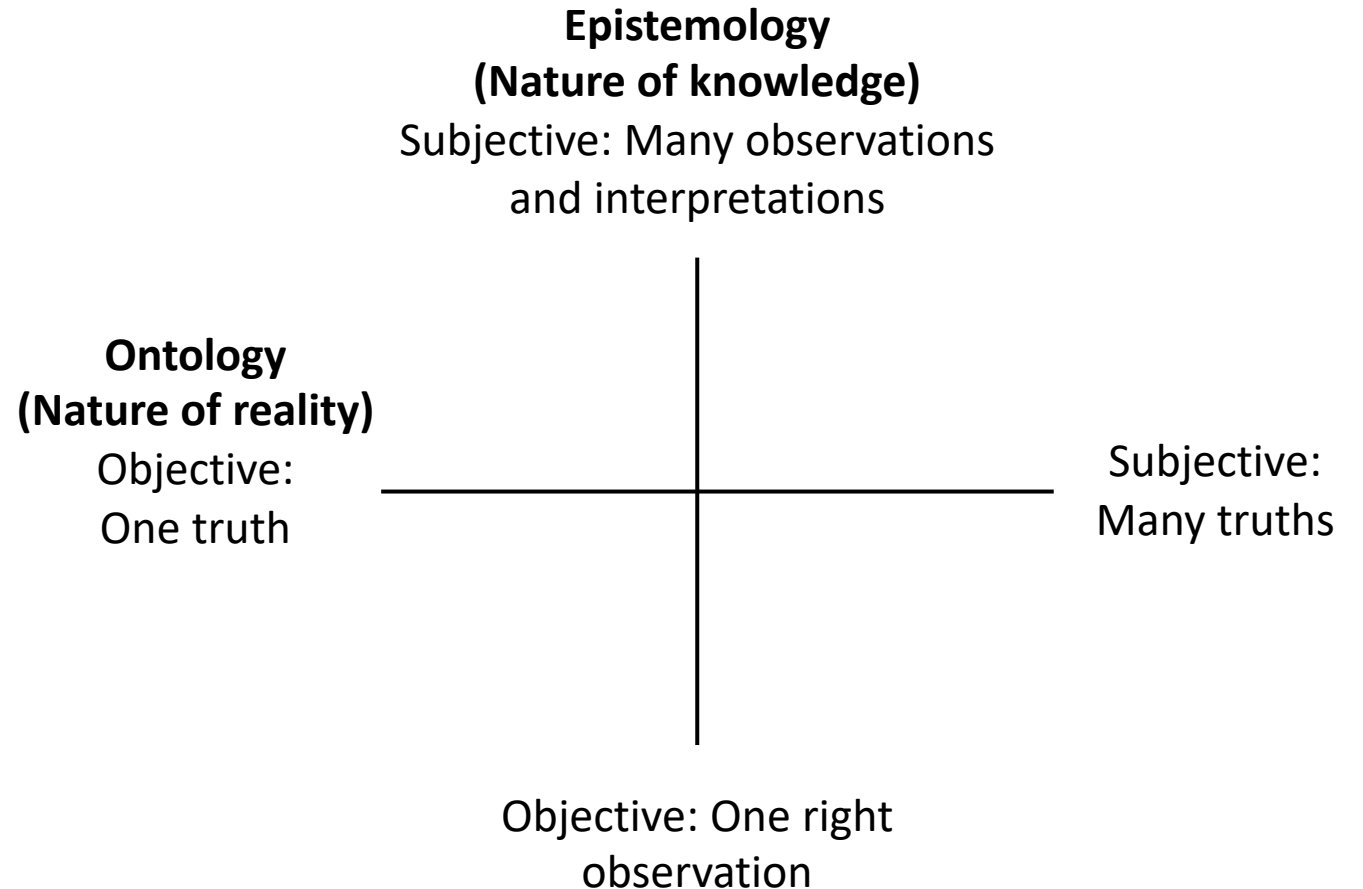 Epistemology
(Nature of knowledge)
Subjective: Many observations
and interpretations
Ontology
(Nature of reality)
Objective:
One truth
Subjective:
Many truths
Objective: One right
observation